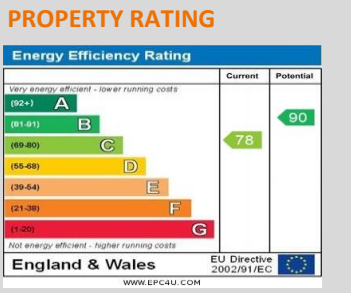 PROPERTY RATING
Energy Efficiency Rating
Current Potential
Very energy efficient - lower running costs
(92+) A
(81-91) B 90
(69-80) C 78
(55-68) D
(39-54) E
(21-38) F
(1-20) G
Not energy efficient - higher running costs
England & Wales EU Directive
2002/91/EC
WWW.EPC4U.COM